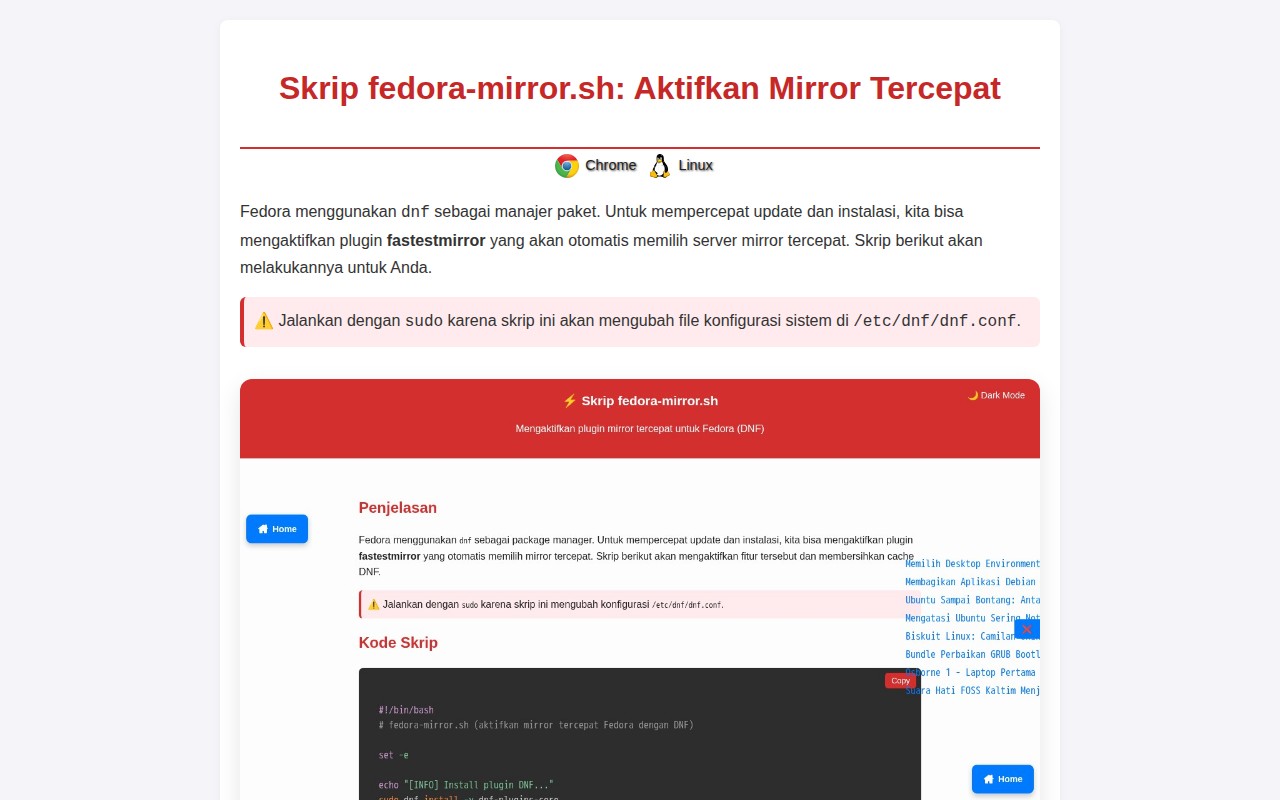 Skrip fedora-mirror.sh: Aktifkan Mirror Tercepat
Chrome Linux
Fedora menggunakan dnf sebagai manajer paket. Untuk mempercepat update dan instalasi, kita bisa
mengaktifkan plugin fastestmirror yang akan otomatis memilih server mirror tercepat. Skrip berikut akan
melakukannya untuk Anda.
⚠️ Jalankan dengan sudo karena skrip ini akan mengubah file konfigurasi sistem di /etc/dnf/dnf.conf.
⚡ Skrip fedora-mirror.sh
🌙 Dark Mode
Mengaktifkan plugin mirror tercepat untuk Fedora (DNF)
Penjelasan
Home
Fedora menggunakan dnf sebagai package manager. Untuk mempercepat update dan instalasi, kita bisa mengaktifkan plugin
fastestmirror yang otomatis memilih mirror tercepat. Skrip berikut akan mengaktifkan fitur tersebut dan membersihkan cache
DNF.
⚠️ Jalankan dengan sudo karena skrip ini mengubah konfigurasi sistem /etc/dnf/dnf.conf.
Memilih Desktop Environment
Membagikan Aplikasi Debian
Ubuntu Sampai Bontang: Anta
Mengatasi Ubuntu Sering
Biskuit Linux: Camilan
Bundle Perbaikan GRUB Bootl
Osborne 1 - Laptop Pertama
Suara Hati FOSS Kaltim Menj
Kode Skrip
Copy
#!/bin/bash
# fedora-mirror.sh (aktifkan mirror tercepat Fedora dengan DNF)
set -e
echo "[INFO] Install plugin DNF..."
sudo dnf install -y dnf-plugins-core
Home